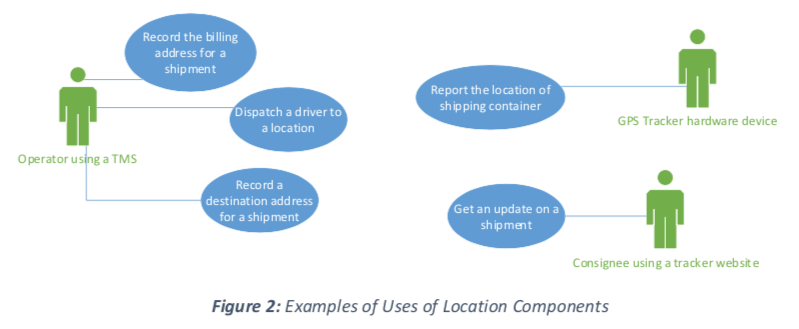 Record the billing
address for a
shipment
Dispatch a driver to
a location
Operator using a TMS
Record a
destination address
for a shipment
Report the location of
shipping container
GPS Tracker hardware device
Get an update on a
shipment
Consignee using a tracker website
Figure 2: Examples of Uses of Location Components